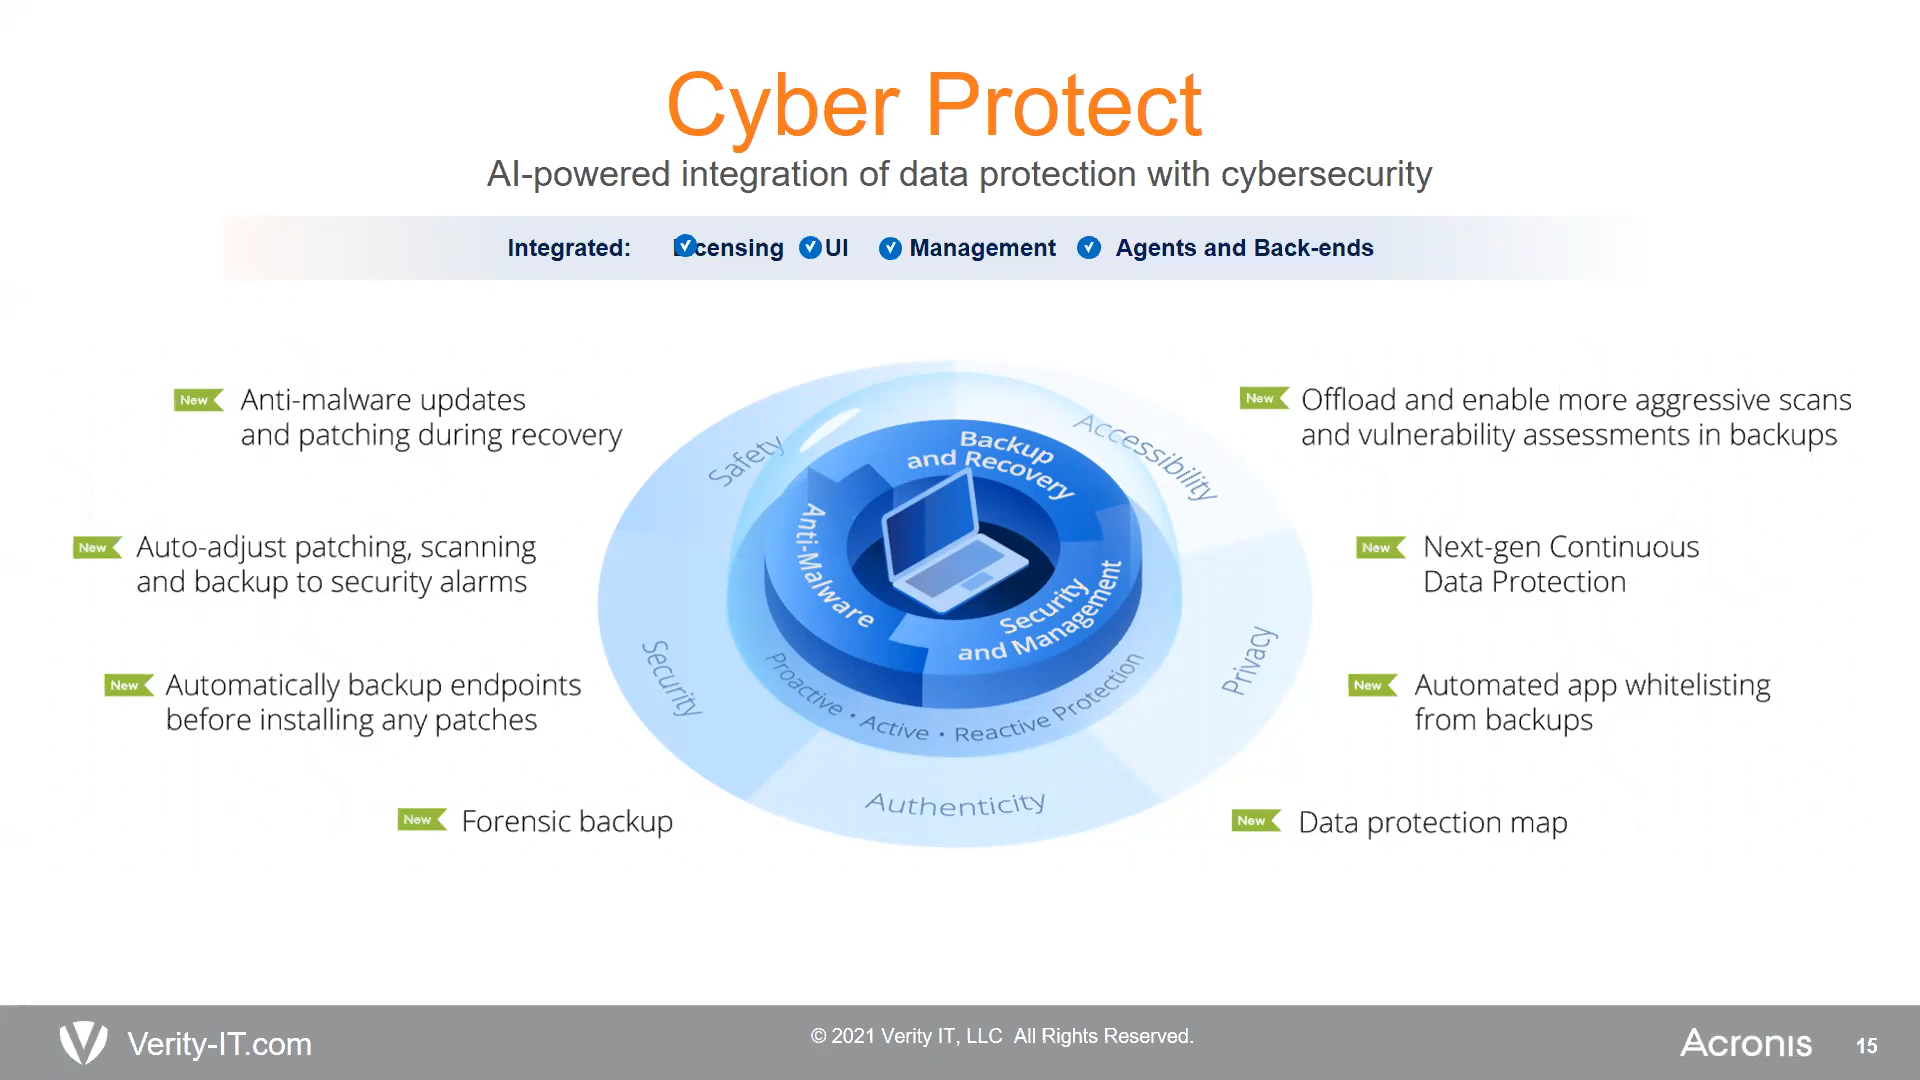 Cyber Protect
AI-powered integration of data protection with cybersecurity
Integrated: Licensing UI Management Agents and Back-ends
New Anti-malware updates
and patching during recovery
New Auto-adjust patching, scanning
and backup to security alarms
New Automatically backup endpoints
before installing any patches
New Forensic backup
Safety
Accessibility
Backup
and Recovery
Anti-Malware
Security
and Management
Proactive • Active • Reactive Protection
Security
Privacy
Authenticity
New Offload and enable more aggressive scans
and vulnerability assessments in backups
New Next-gen Continuous
Data Protection
New Automated app whitelisting
from backups
New Data protection map
Verity-IT.com
© 2021 Verity IT, LLC All Rights Reserved.
Acronis
15